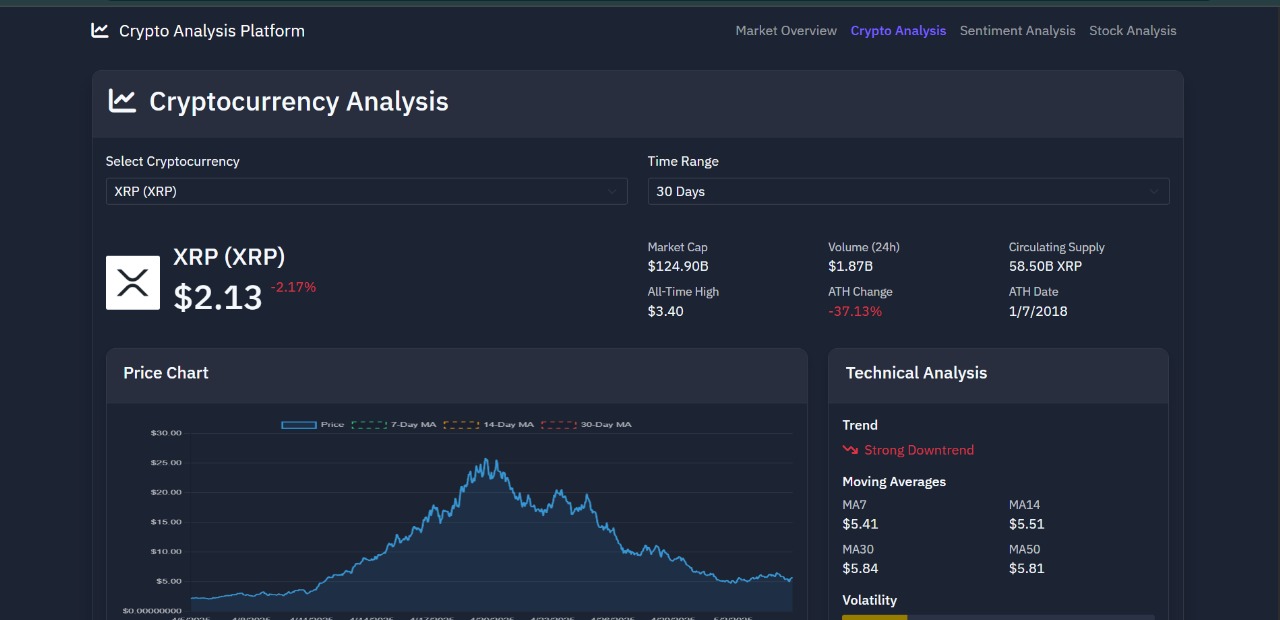 Crypto Analysis Platform
Market Overview Crypto Analysis Sentiment Analysis Stock Analysis
Cryptocurrency Analysis
Select Cryptocurrency
XRP (XRP)
Time Range
30 Days
XRP (XRP)
$2.13 -2.17%
Market Cap
$124.90B
Volume (24h)
$1.87B
Circulating Supply
58.50B XRP
All-Time High
$3.40
ATH Change
-37.13%
ATH Date
1/7/2018
Price Chart
Price 7-Day MA 14-Day MA 30-Day MA
$30.00
$25.00
$20.00
$15.00
$10.00
$5.00
$0.00000000
Technical Analysis
Trend
Strong Downtrend
Moving Averages
MA7
$5.41
MA14
$5.51
MA30
$5.84
MA50
$5.81
Volatility